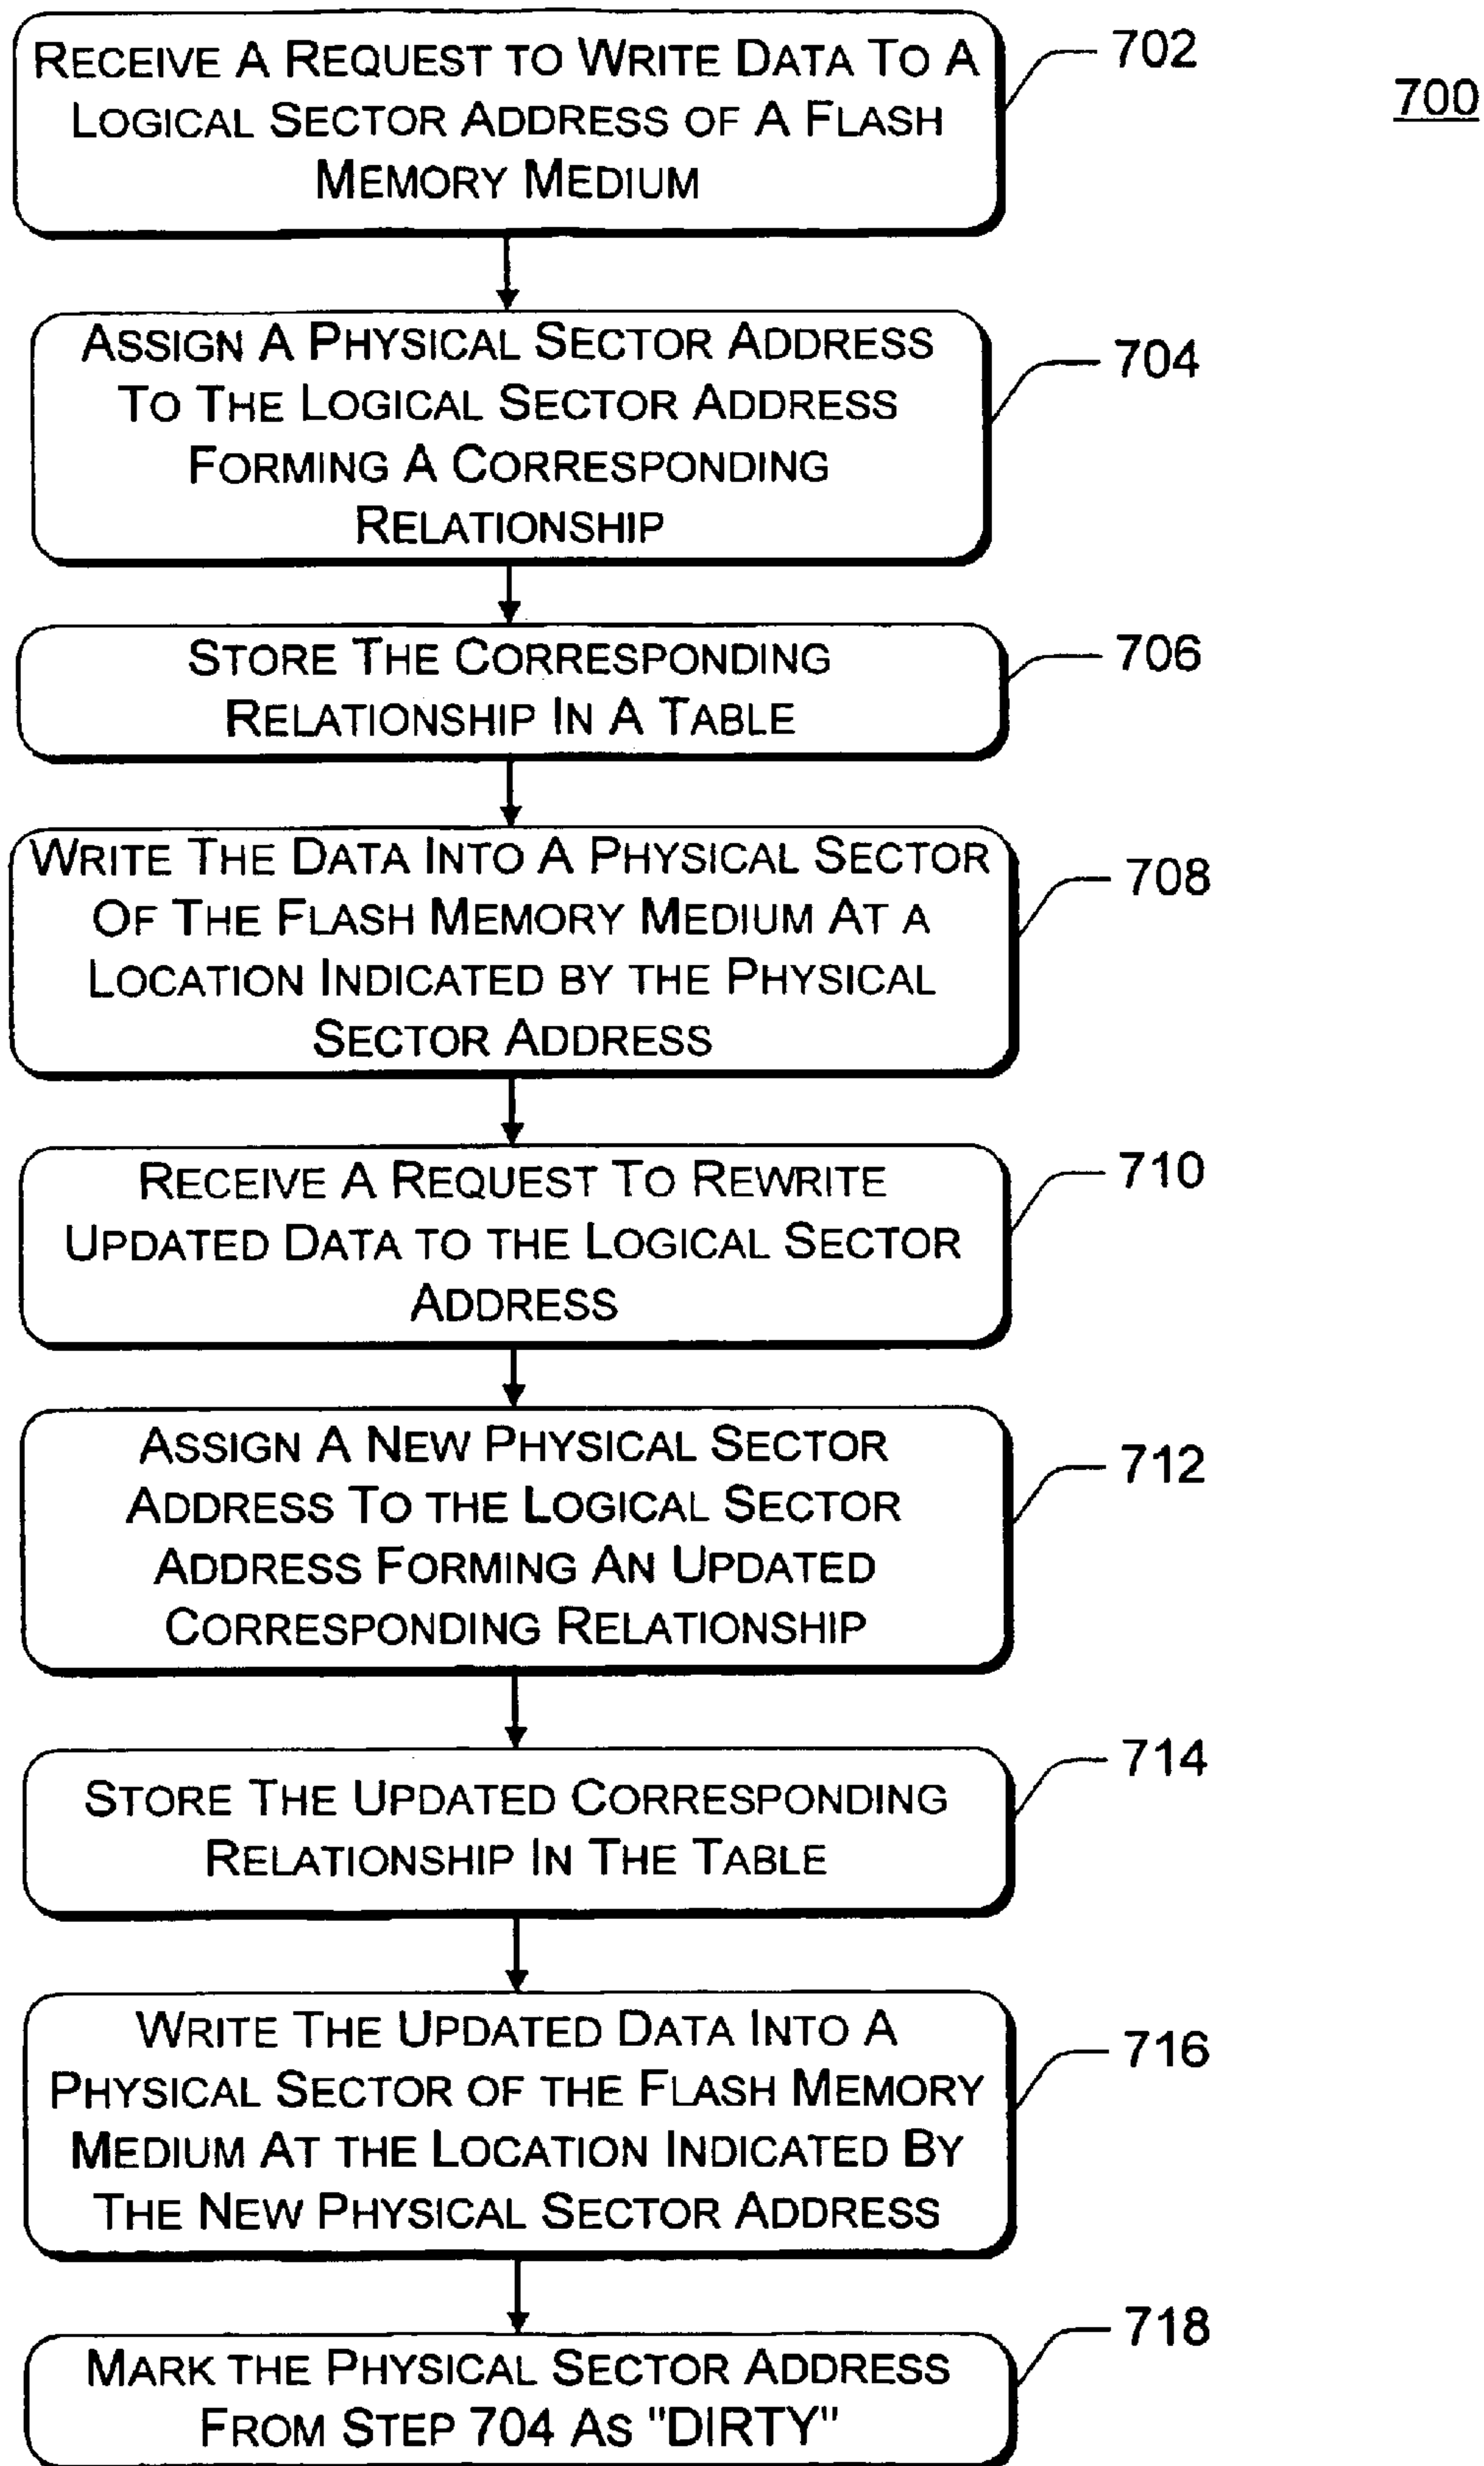 700
RECEIVE A REQUEST TO WRITE DATA TO A
LOGICAL SECTOR ADDRESS OF A FLASH
MEMORY MEDIUM
702
ASSIGN A PHYSICAL SECTOR ADDRESS
TO THE LOGICAL SECTOR ADDRESS
FORMING A CORRESPONDING
RELATIONSHIP
704
STORE THE CORRESPONDING
RELATIONSHIP IN A TABLE
706
WRITE THE DATA INTO A PHYSICAL SECTOR
OF THE FLASH MEMORY MEDIUM AT A
LOCATION INDICATED BY THE PHYSICAL
SECTOR ADDRESS
708
RECEIVE A REQUEST TO REWRITE
UPDATED DATA TO THE LOGICAL SECTOR
ADDRESS
710
ASSIGN A NEW PHYSICAL SECTOR
ADDRESS TO THE LOGICAL SECTOR
ADDRESS FORMING AN UPDATED
CORRESPONDING RELATIONSHIP
712
STORE THE UPDATED CORRESPONDING
RELATIONSHIP IN THE TABLE
714
WRITE THE UPDATED DATA INTO A
PHYSICAL SECTOR OF THE FLASH MEMORY
MEDIUM AT THE LOCATION INDICATED BY
THE NEW PHYSICAL SECTOR ADDRESS
716
MARK THE PHYSICAL SECTOR ADDRESS
FROM STEP 704 AS "DIRTY"
718